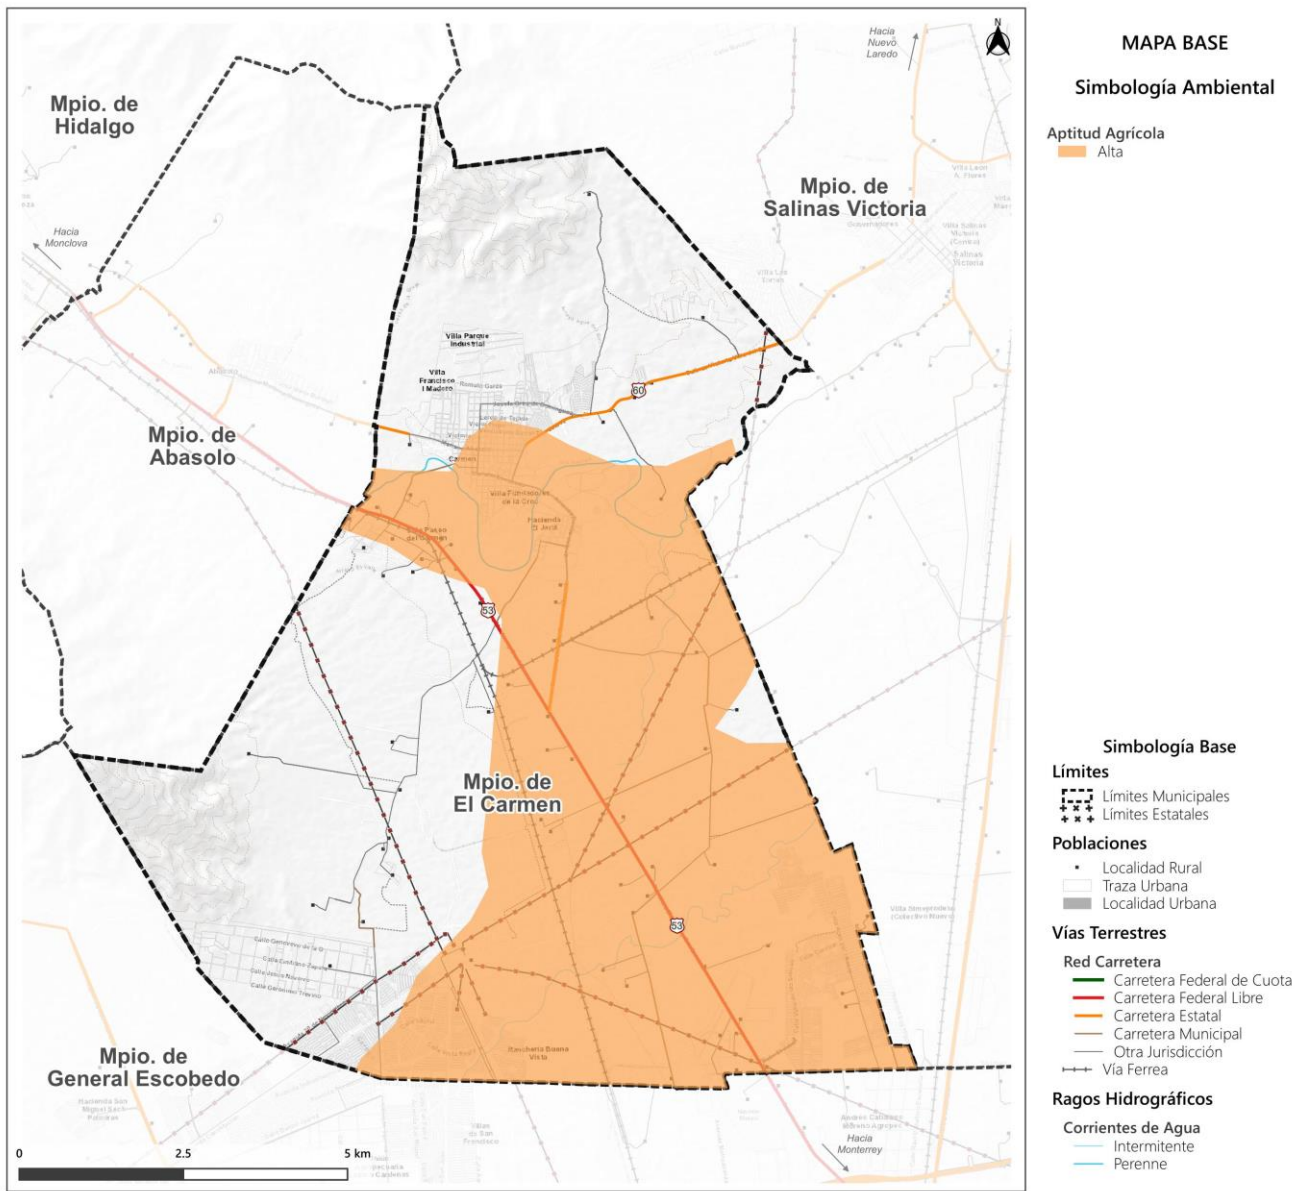 N
Hacia
Nuevo
Laredo
Mpio. de
Hidalgo
Mpio. de
Salinas Victoria
Hacia
Monclova
Villa Parque
Industrial
Villa
Francisco
I Madero
60
Mpio. de
Abasolo
Carmen
Hacienda
El Jaral
53
Mpio. de
El Carmen
53
Mpio. de
General Escobedo
Ranchería Buena
Vista
Hacia
Monterrey
0 2.5 5 km
MAPA BASE
Simbología Ambiental
Aptitud Agrícola
Alta
Simbología Base
Límites
Límites Municipales
Límites Estatales
Poblaciones
Localidad Rural
Traza Urbana
Localidad Urbana
Vías Terrestres
Red Carretera
Carretera Federal de Cuota
Carretera Federal Libre
Carretera Estatal
Carretera Municipal
Otra Jurisdicción
Vía Ferrea
Ragos Hidrográficos
Corrientes de Agua
Intermitente
Perenne